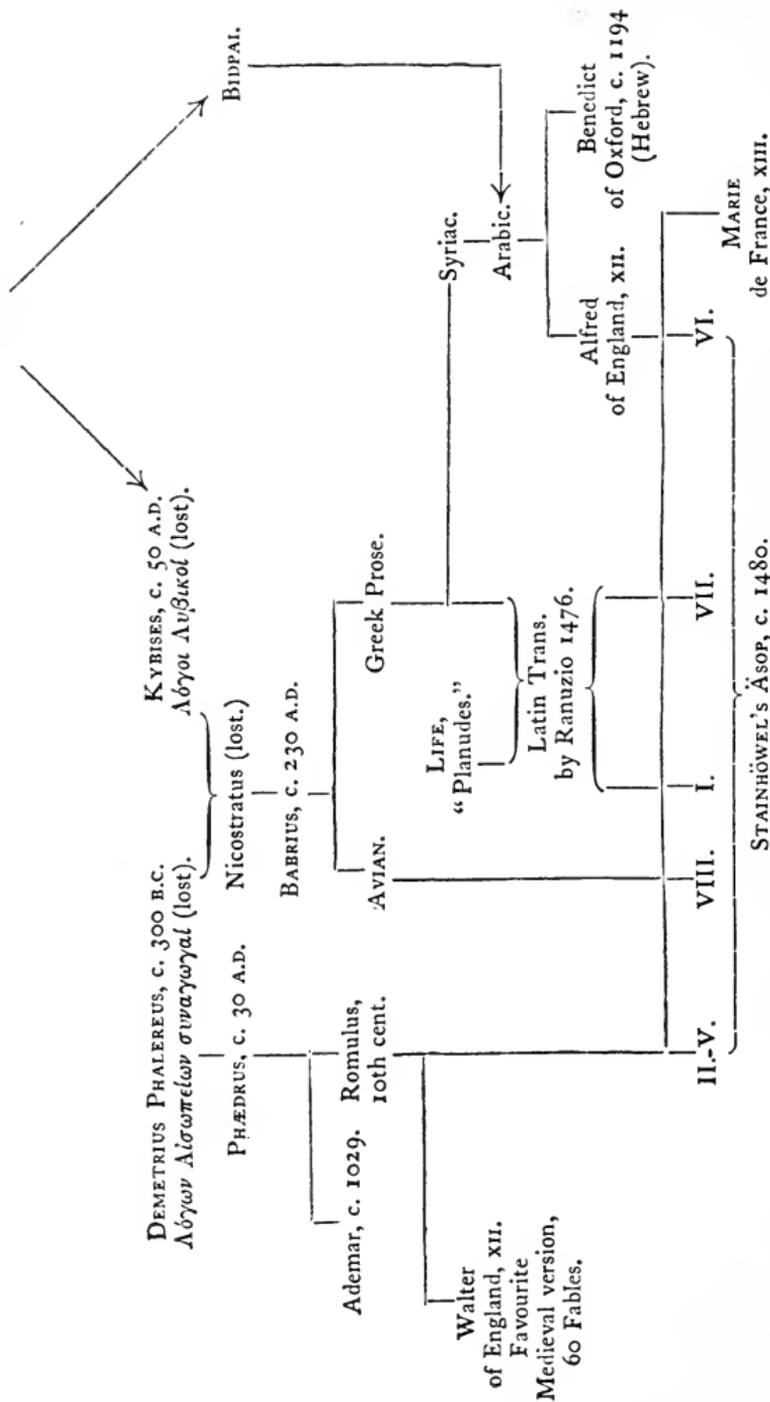 DEMETRIUS PHALEREUS, c. 300 B.C.
Λόγων Αἰσωπείων συναγωγαί (lost).
KYBISES, c. 50 A.D.
Λόγοι Λυβικοί (lost).
BIDPAI.
PHÆDRUS, c. 30 A.D.
Nicostratus (lost.)
BABRIUS, c. 230 A.D.
Ademar, c. 1029.
Romulus,
10th cent.
AVIAN.
Greek Prose.
Syriac.
Arabic.
LIFE,
“Planudes.”
Walter
of England, XII.
Favourite
Medieval version,
60 Fables.
Latin Trans.
by Ranuzio 1476.
Alfred
of England, XII.
Benedict
of Oxford, c. 1194
(Hebrew).
II.-V.
VIII.
I.
VII.
VI.
MARIE
de France, XIII.
STAINHÖWEL'S ÄSOP, c. 1480.